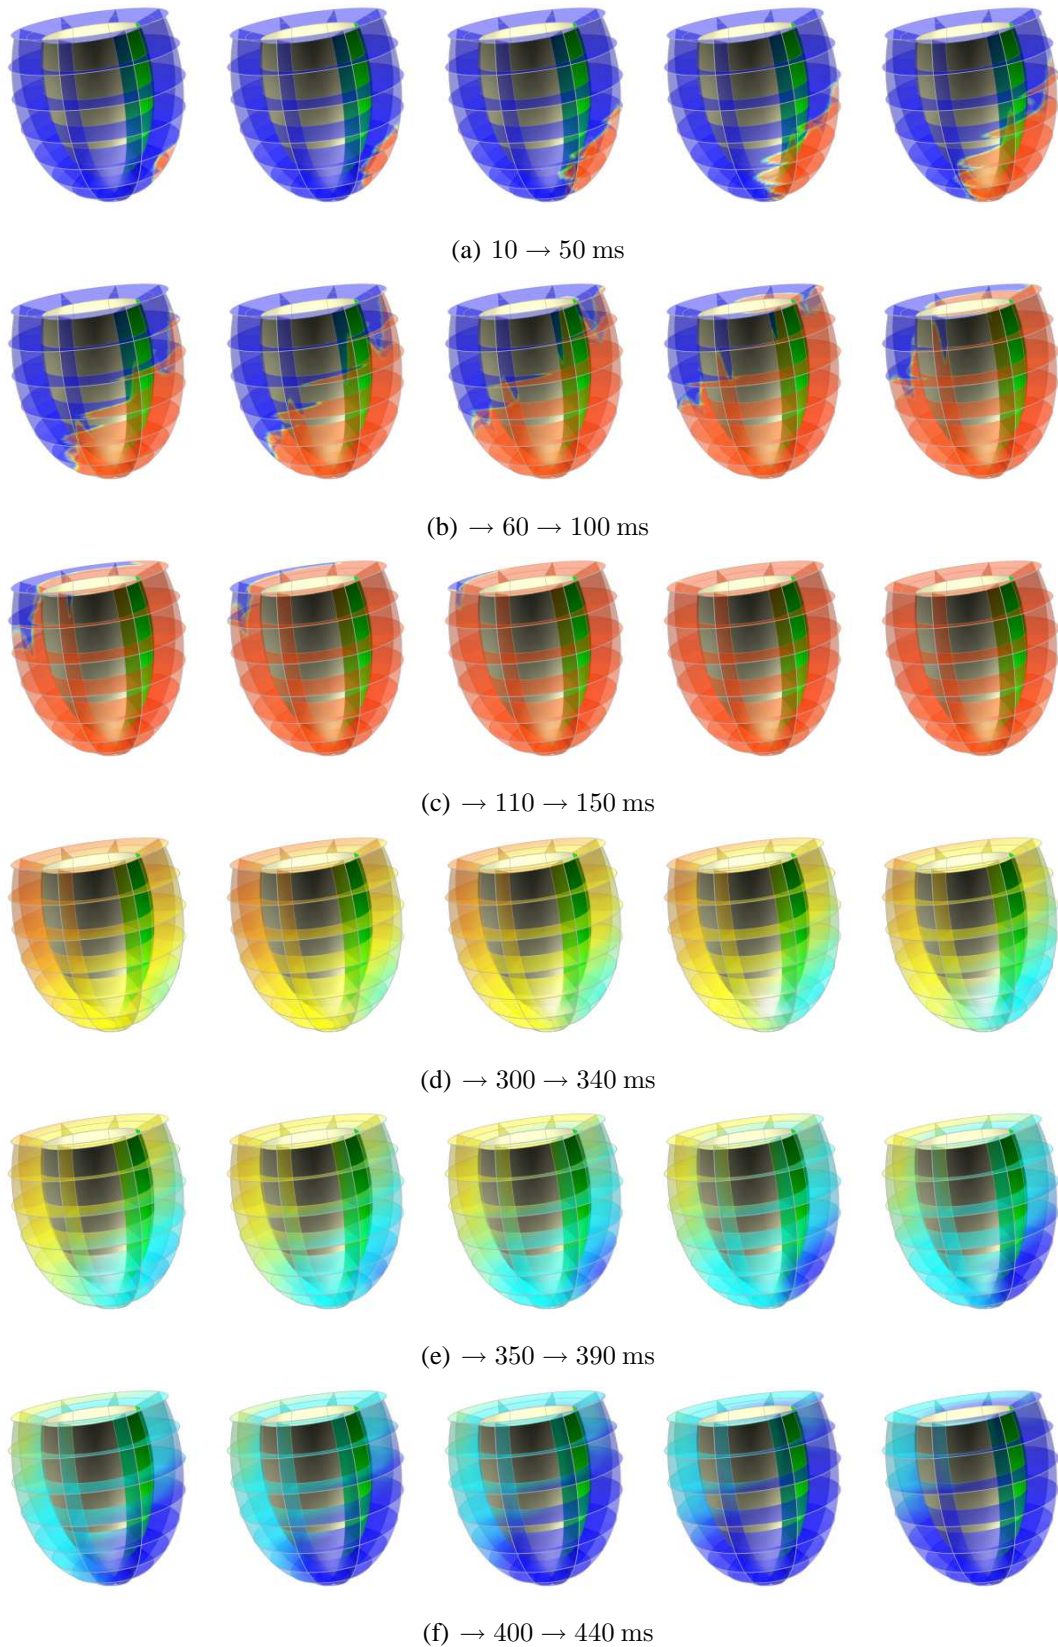 (a) 10 → 50 ms
(b) → 60 → 100 ms
(c) → 110 → 150 ms
(d) → 300 → 340 ms
(e) → 350 → 390 ms
(f) → 400 → 440 ms